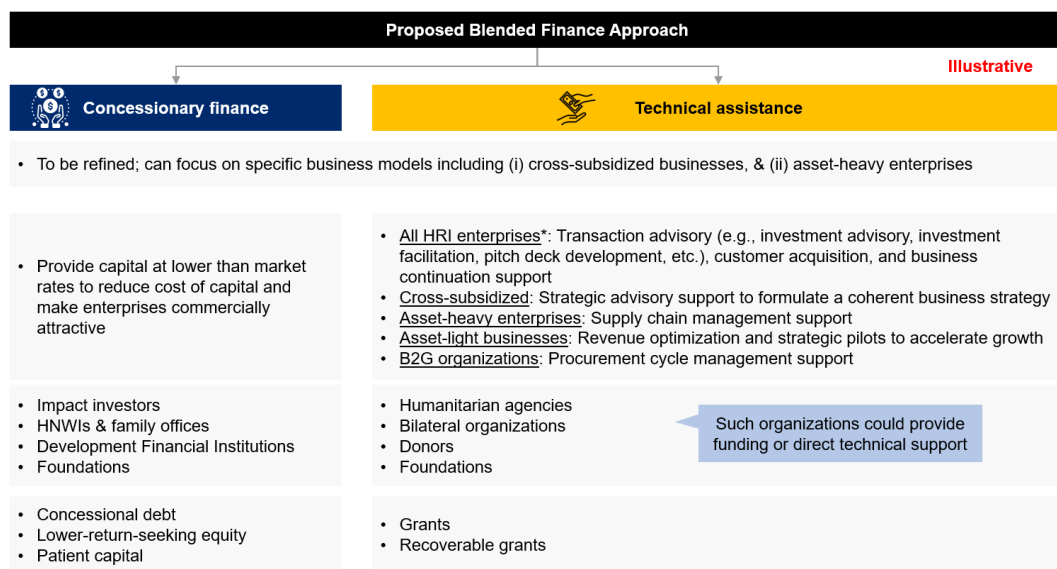 Proposed Blended Finance Approach
Illustrative
Concessionary finance
Technical assistance
• To be refined; can focus on specific business models including (i) cross-subsidized businesses, & (ii) asset-heavy enterprises
• Provide capital at lower than market
rates to reduce cost of capital and
make enterprises commercially
attractive
• All HRI enterprises*: Transaction advisory (e.g., investment advisory, investment
facilitation, pitch deck development, etc.), customer acquisition, and business
continuation support
• Cross-subsidized: Strategic advisory support to formulate a coherent business strategy
• Asset-heavy enterprises: Supply chain management support
• Asset-light businesses: Revenue optimization and strategic pilots to accelerate growth
• B2G organizations: Procurement cycle management support
• Impact investors
• HNWIs & family offices
• Development Financial Institutions
• Foundations
• Humanitarian agencies
• Bilateral organizations
• Donors
• Foundations
Such organizations could provide
funding or direct technical support
• Concessional debt
• Lower-return-seeking equity
• Patient capital
• Grants
• Recoverable grants